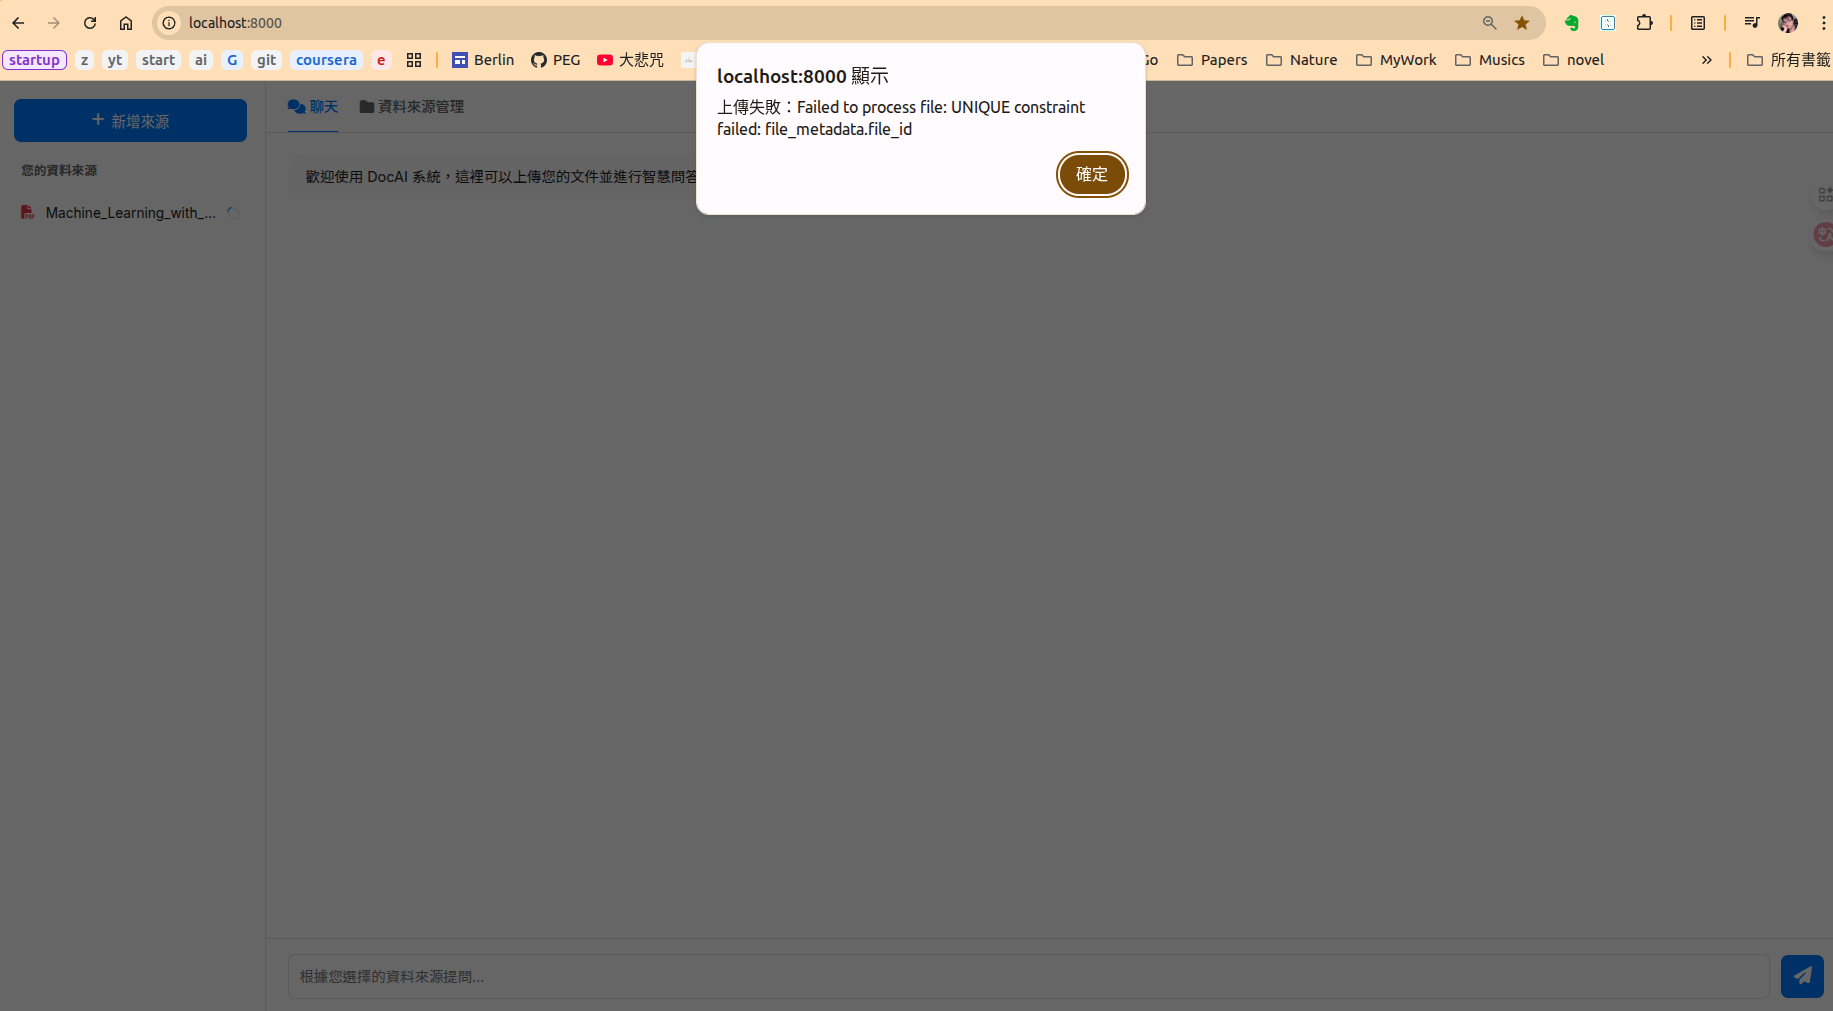 localhost:8000
startup z yt start ai G git coursera e Berlin PEG 大悲咒 Papers Nature MyWork Musics novel » 所有書籤
localhost:8000 顯示
上傳失敗：Failed to process file: UNIQUE constraint
failed: file_metadata.file_id
確定
+ 新增來源
您的資料來源
Machine_Learning_with_...
聊天 資料來源管理
歡迎使用 DocAI 系統，這裡可以上傳您的文件並進行智慧問答
根據您選擇的資料來源提問...